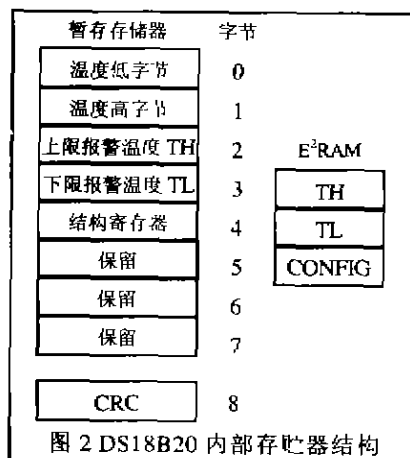 暂存存储器 字节
温度低字节 0
温度高字节 1
上限报警温度 TH 2 E²RAM
下限报警温度 TL 3 TH
结构寄存器 4 TL
保留 5 CONFIG
保留 6
保留 7
CRC 8
图 2 DS18B20 内部存贮器结构